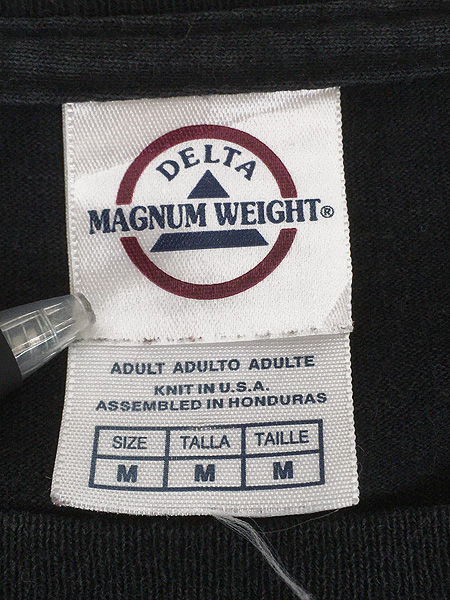 DELTA
MAGNUM WEIGHT®
ADULT ADULTO ADULTE
KNIT IN U.S.A.
ASSEMBLED IN HONDURAS
SIZE TALLA TAILLE
M M M